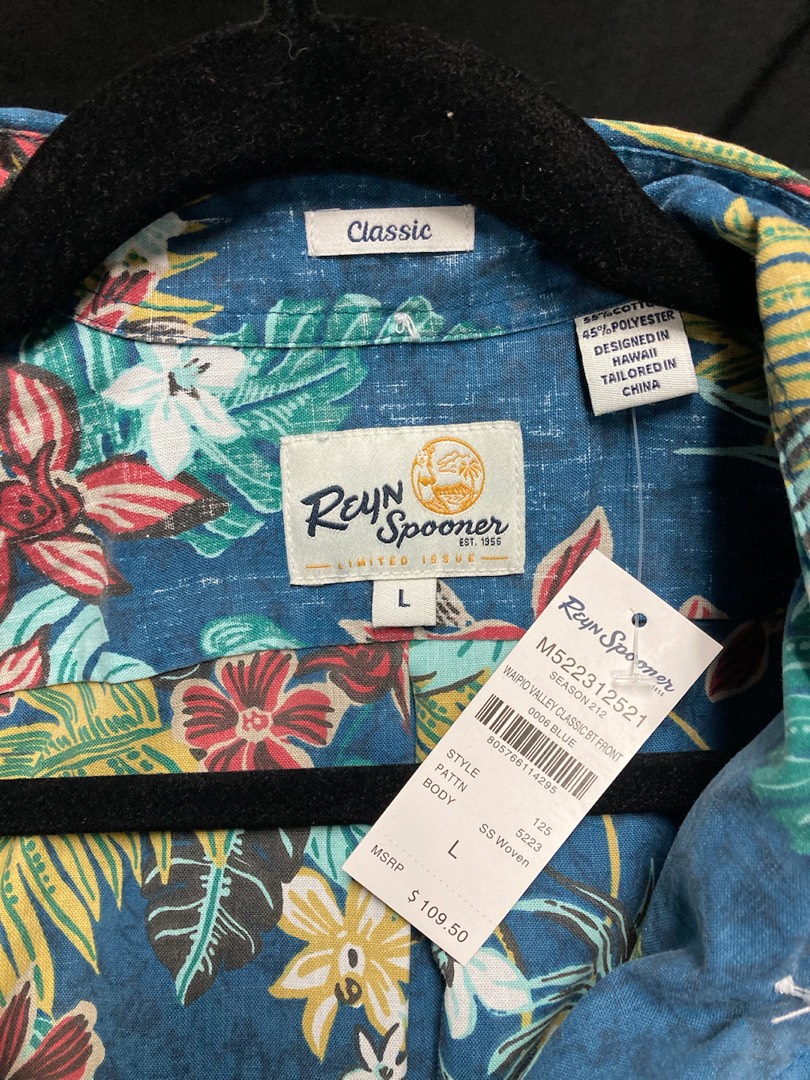 Classic
55% COTTON
45% POLYESTER
DESIGNED IN
HAWAII
TAILORED IN
CHINA
Reyn
Spooner
EST. 1956
LIMITED ISSUE
L
Reyn Spooner
M522312521
SEASON 212
WAIPIO VALLEY CLASSIC BT FRONT
0006 BLUE
805766114295
STYLE 125
PATTN 5223
BODY SS Woven
L
MSRP $109.50